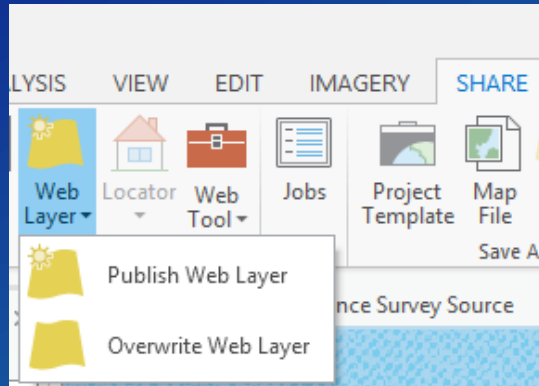 LYSIS VIEW EDIT IMAGERY SHARE
Web Layer
Locator
Web Tool
Jobs
Project Template
Map File
Save A
Publish Web Layer
Overwrite Web Layer
nce Survey Source